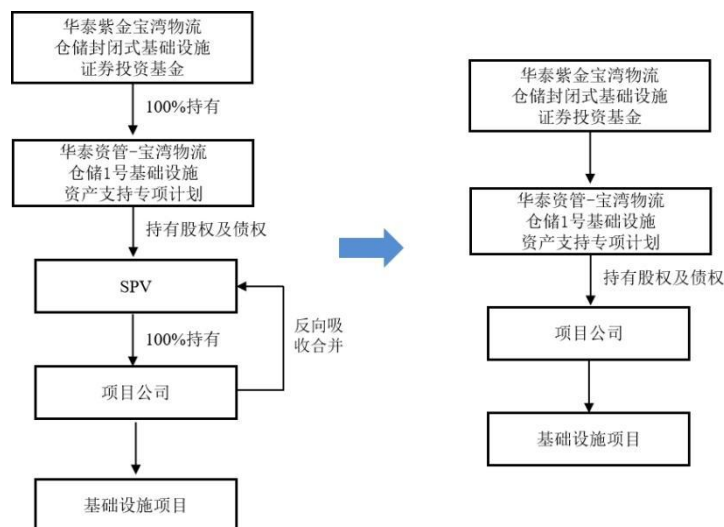 华泰紫金宝湾物流
仓储封闭式基础设施
证券投资基金
100%持有
华泰资管-宝湾物流
仓储1号基础设施
资产支持专项计划
持有股权及债权
SPV
100%持有
反向吸
收合并
项目公司
基础设施项目
华泰紫金宝湾物流
仓储封闭式基础设施
证券投资基金
华泰资管-宝湾物流
仓储1号基础设施
资产支持专项计划
持有股权及债权
项目公司
基础设施项目